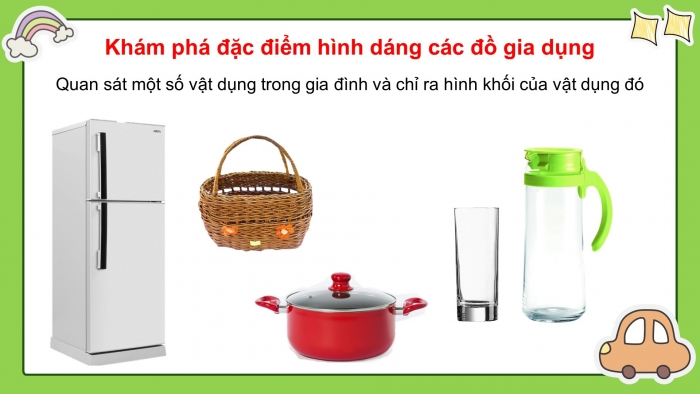 Khám phá đặc điểm hình dáng các đồ gia dụng
Quan sát một số vật dụng trong gia đình và chỉ ra hình khối của vật dụng đó